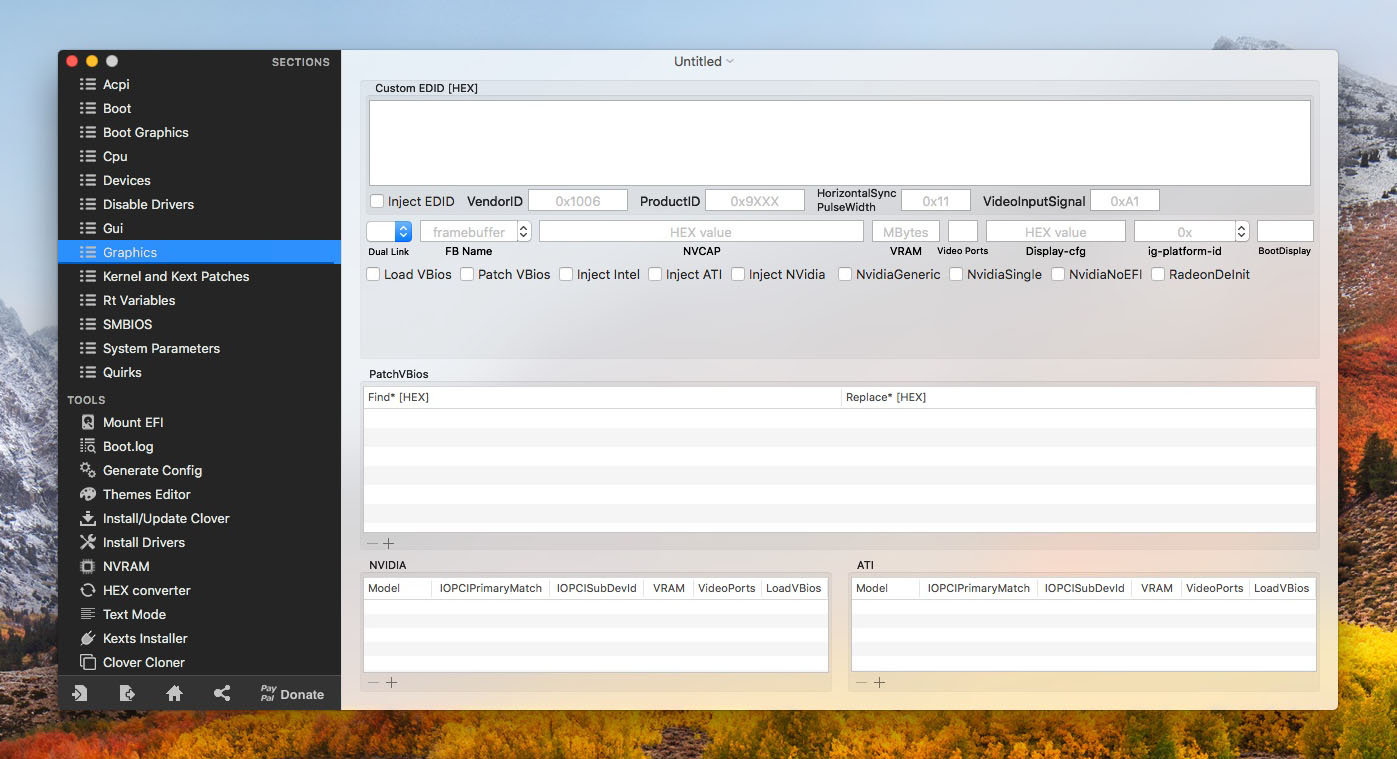 SECTIONS
Acpi
Boot
Boot Graphics
Cpu
Devices
Disable Drivers
Gui
Graphics
Kernel and Kext Patches
Rt Variables
SMBIOS
System Parameters
Quirks
TOOLS
Mount EFI
Boot.log
Generate Config
Themes Editor
Install/Update Clover
Install Drivers
NVRAM
HEX converter
Text Mode
Kexts Installer
Clover Cloner
Pay
Pal Donate
Untitled
Custom EDID [HEX]
Inject EDID VendorID 0x1006 ProductID 0x9XXX HorizontalSync PulseWidth 0x11 VideoInputSignal 0xA1
framebuffer HEX value MBytes HEX value 0x
Dual Link FB Name NVCAP VRAM Video Ports Display-cfg ig-platform-id BootDisplay
Load VBios Patch VBios Inject Intel Inject ATI Inject NVidia NvidiaGeneric NvidiaSingle NvidiaNoEFI RadeonDeInit
PatchVBios
Find* [HEX] Replace* [HEX]
NVIDIA
Model IOPCIPrimaryMatch IOPCISubDevId VRAM VideoPorts LoadVBios
ATI
Model IOPCIPrimaryMatch IOPCISubDevId VRAM VideoPorts LoadVBios